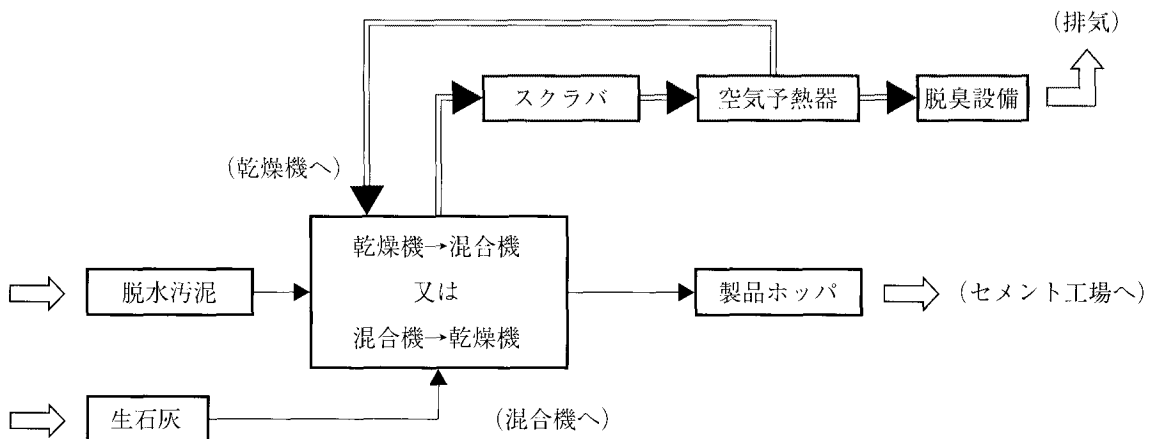 （排気）
スクラバ
空気予熱器
脱臭設備
（乾燥機へ）
乾燥機→混合機
又は
混合機→乾燥機
脱水汚泥
製品ホッパ
（セメント工場へ）
生石灰
（混合機へ）